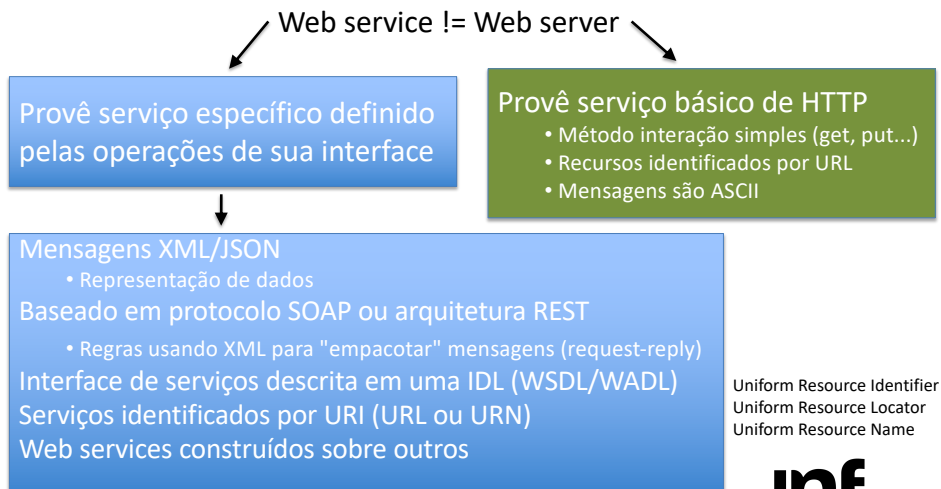 Web service != Web server
Provê serviço específico definido
pelas operações de sua interface
Provê serviço básico de HTTP
• Método interação simples (get, put...)
• Recursos identificados por URL
• Mensagens são ASCII
Mensagens XML/JSON
• Representação de dados
Baseado em protocolo SOAP ou arquitetura REST
• Regras usando XML para "empacotar" mensagens (request-reply)
Interface de serviços descrita em uma IDL (WSDL/WADL)
Serviços identificados por URI (URL ou URN)
Web services construídos sobre outros
Uniform Resource Identifier
Uniform Resource Locator
Uniform Resource Name